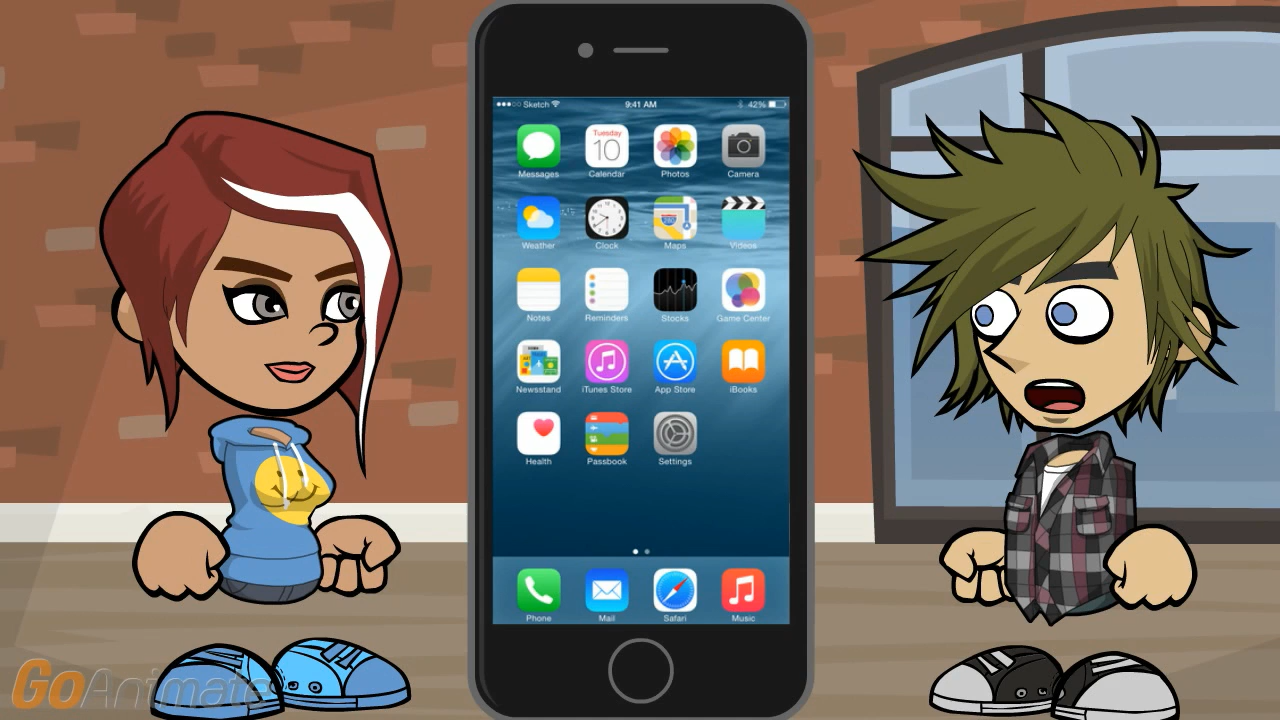 Sketch 9:41 AM 42%
Tuesday
10
Messages Calendar Photos Camera
Weather Clock Maps Videos
Notes Reminders Stocks Game Center
Newsstand iTunes Store App Store iBooks
Health Passbook Settings
Phone Mail Safari Music
GoAnimate